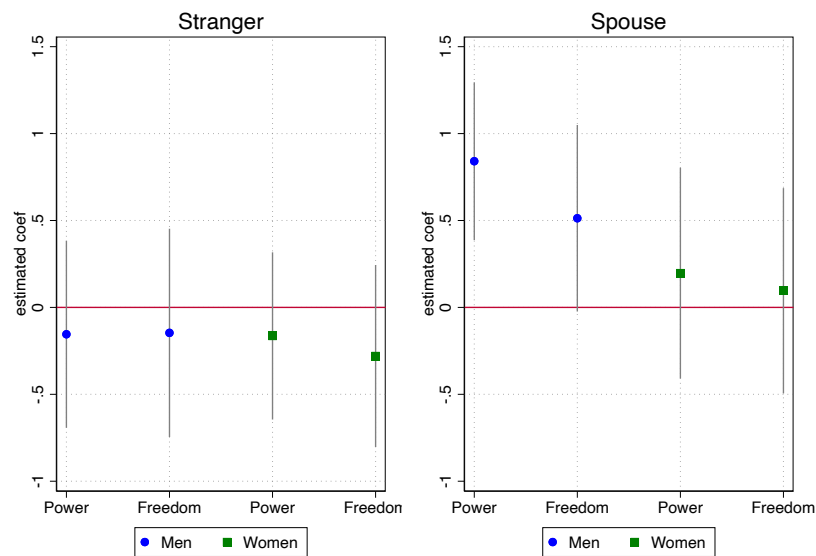 Stranger
estimated coef
1.5
1
.5
0
-.5
-1
Power Freedom Power Freedom
Men Women
Spouse
estimated coef
1.5
1
.5
0
-.5
-1
Power Freedom Power Freedom
Men Women